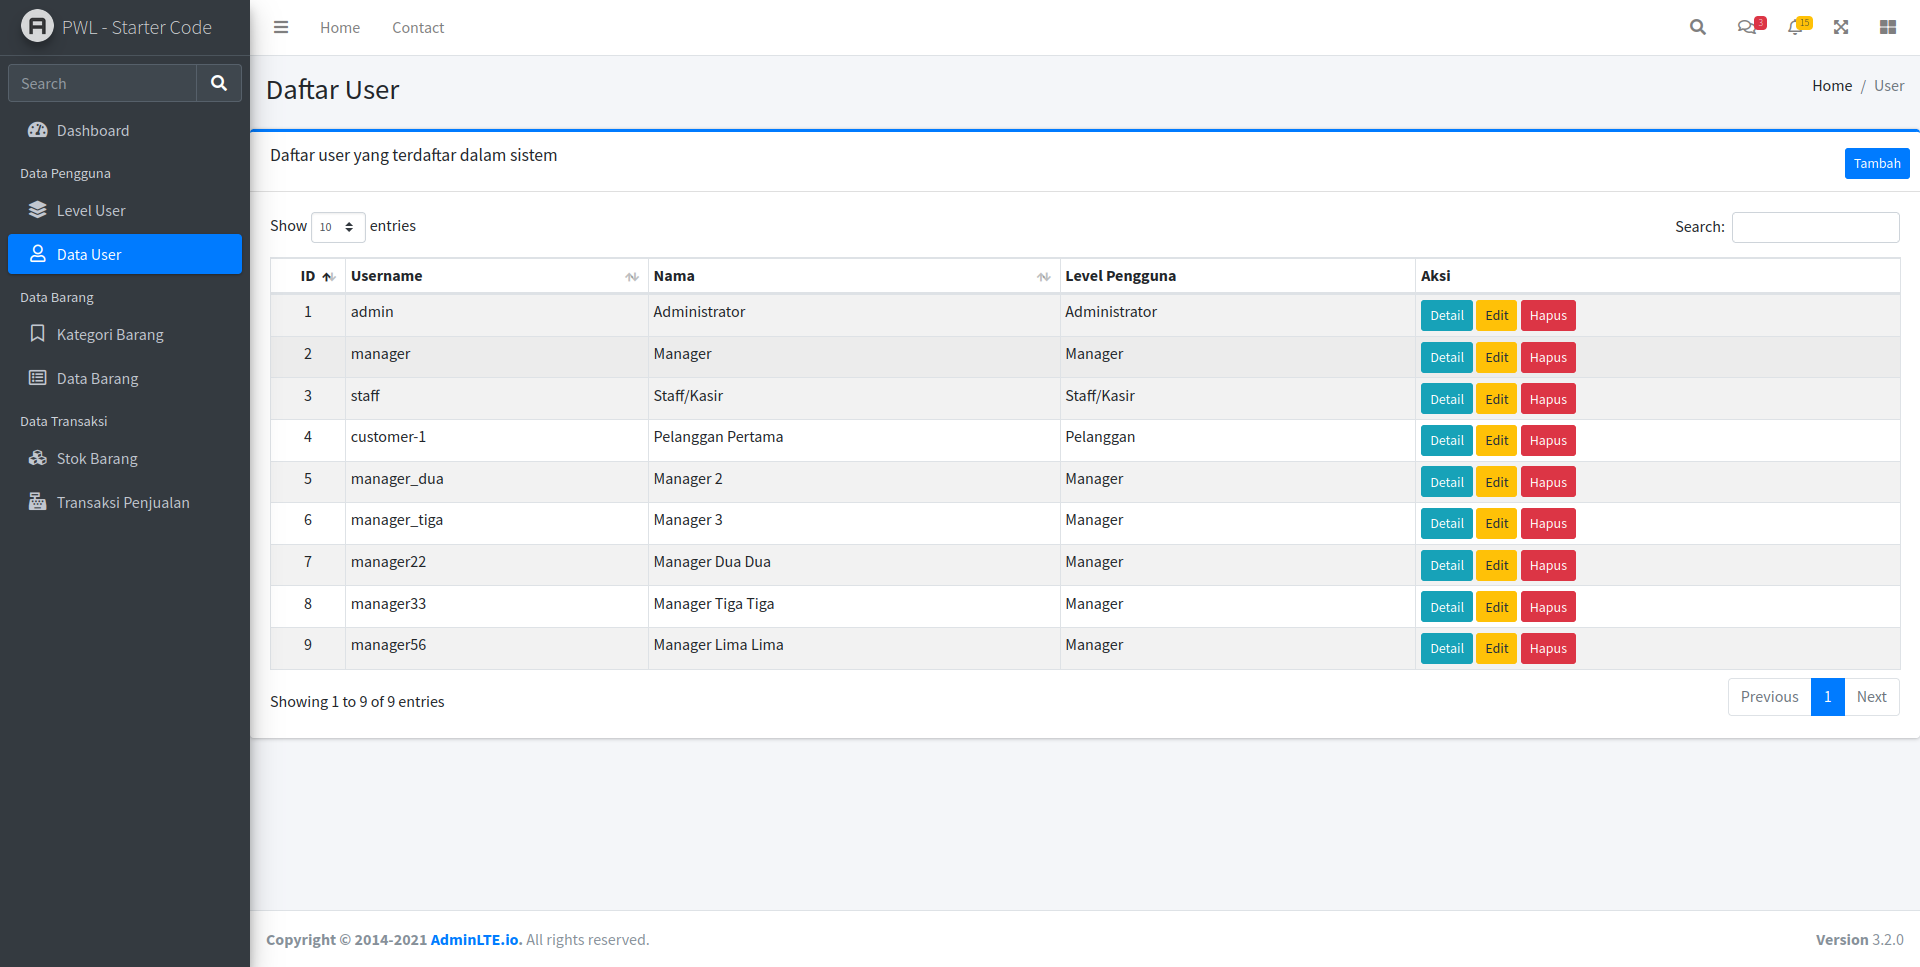 PWL - Starter Code
Home
Contact
3
15
Search
Dashboard
Data Pengguna
Level User
Data User
Data Barang
Kategori Barang
Data Barang
Data Transaksi
Stok Barang
Transaksi Penjualan
Daftar User
Home / User
Daftar user yang terdaftar dalam sistem
Tambah
Show 10 entries
Search:
ID Username Nama Level Pengguna Aksi
1 admin Administrator Administrator Detail Edit Hapus
2 manager Manager Manager Detail Edit Hapus
3 staff Staff/Kasir Staff/Kasir Detail Edit Hapus
4 customer-1 Pelanggan Pertama Pelanggan Detail Edit Hapus
5 manager_dua Manager 2 Manager Detail Edit Hapus
6 manager_tiga Manager 3 Manager Detail Edit Hapus
7 manager22 Manager Dua Dua Manager Detail Edit Hapus
8 manager33 Manager Tiga Tiga Manager Detail Edit Hapus
9 manager56 Manager Lima Lima Manager Detail Edit Hapus
Showing 1 to 9 of 9 entries
Previous 1 Next
Copyright © 2014-2021 AdminLTE.io. All rights reserved.
Version 3.2.0